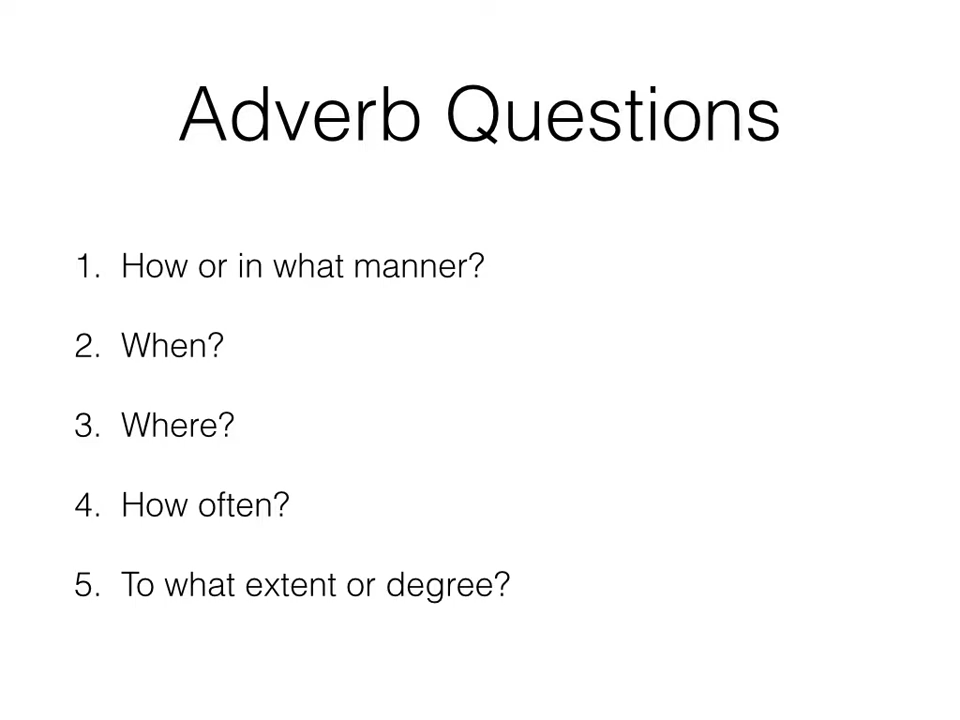 Adverb Questions
1. How or in what manner?
2. When?
3. Where?
4. How often?
5. To what extent or degree?